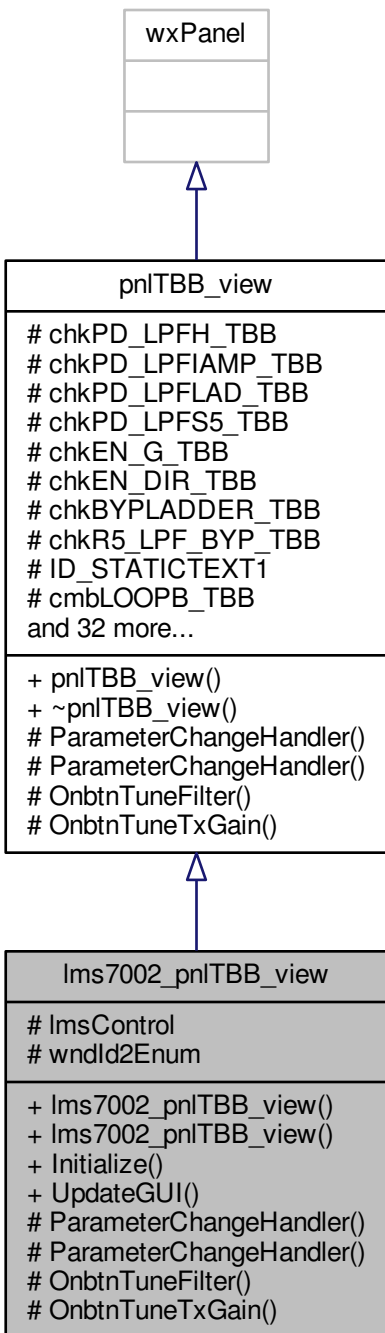 wxPanel
pnlTBB_view
# chkPD_LPFH_TBB
# chkPD_LPFIAMP_TBB
# chkPD_LPFLAD_TBB
# chkPD_LPFS5_TBB
# chkEN_G_TBB
# chkEN_DIR_TBB
# chkBYPLADDER_TBB
# chkR5_LPF_BYP_TBB
# ID_STATICTEXT1
# cmbLOOPB_TBB
and 32 more...
+ pnlTBB_view()
+ ~pnlTBB_view()
# ParameterChangeHandler()
# ParameterChangeHandler()
# OnbtnTuneFilter()
# OnbtnTuneTxGain()
lms7002_pnlTBB_view
# lmsControl
# wndId2Enum
+ lms7002_pnlTBB_view()
+ lms7002_pnlTBB_view()
+ Initialize()
+ UpdateGUI()
# ParameterChangeHandler()
# ParameterChangeHandler()
# OnbtnTuneFilter()
# OnbtnTuneTxGain()